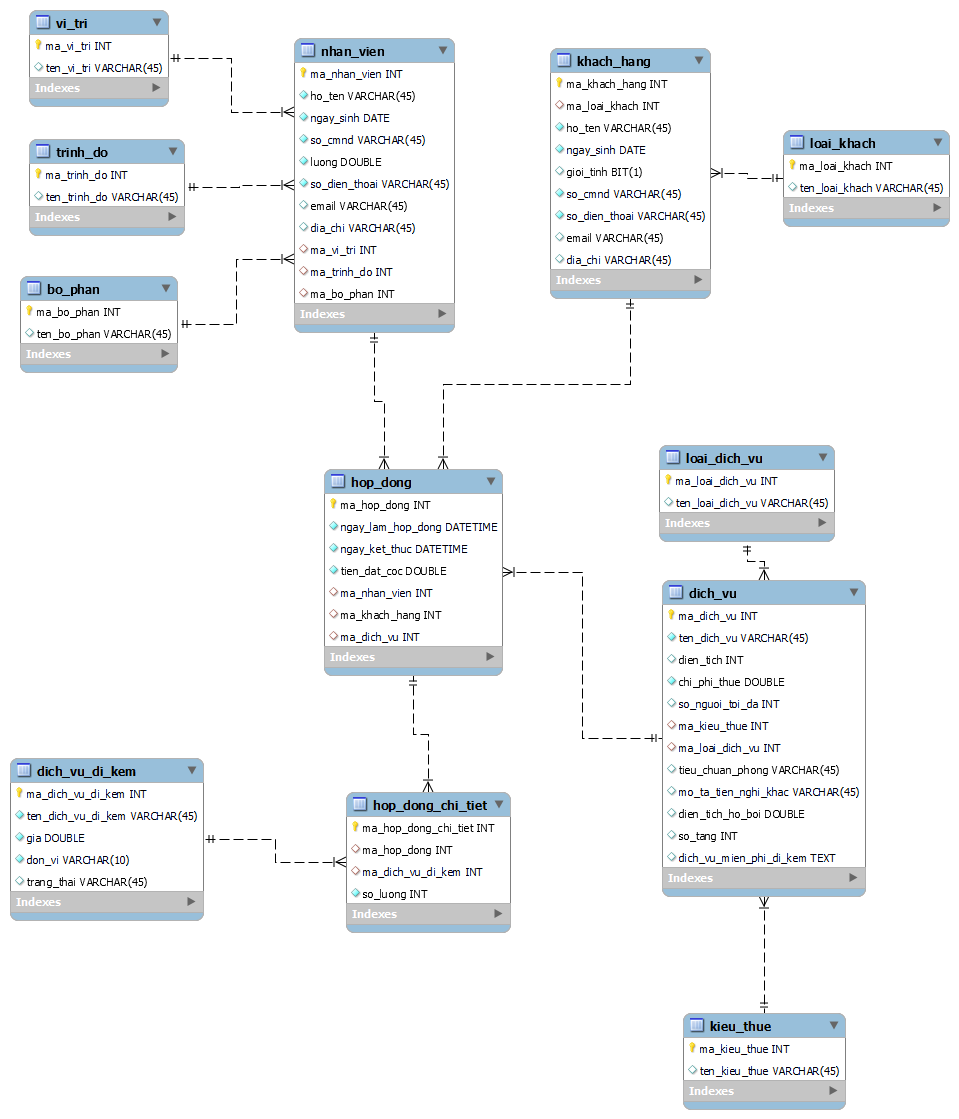 vi_tri
ma_vi_tri INT
ten_vi_tri VARCHAR(45)
Indexes
trinh_do
ma_trinh_do INT
ten_trinh_do VARCHAR(45)
Indexes
bo_phan
ma_bo_phan INT
ten_bo_phan VARCHAR(45)
Indexes
nhan_vien
ma_nhan_vien INT
ho_ten VARCHAR(45)
ngay_sinh DATE
so_cmnd VARCHAR(45)
luong DOUBLE
so_dien_thoai VARCHAR(45)
email VARCHAR(45)
dia_chi VARCHAR(45)
ma_vi_tri INT
ma_trinh_do INT
ma_bo_phan INT
Indexes
khach_hang
ma_khach_hang INT
ma_loai_khach INT
ho_ten VARCHAR(45)
ngay_sinh DATE
gioi_tinh BIT(1)
so_cmnd VARCHAR(45)
so_dien_thoai VARCHAR(45)
email VARCHAR(45)
dia_chi VARCHAR(45)
Indexes
loai_khach
ma_loai_khach INT
ten_loai_khach VARCHAR(45)
Indexes
hop_dong
ma_hop_dong INT
ngay_lam_hop_dong DATETIME
ngay_ket_thuc DATETIME
tien_dat_coc DOUBLE
ma_nhan_vien INT
ma_khach_hang INT
ma_dich_vu INT
Indexes
loai_dich_vu
ma_loai_dich_vu INT
ten_loai_dich_vu VARCHAR(45)
Indexes
dich_vu
ma_dich_vu INT
ten_dich_vu VARCHAR(45)
dien_tich INT
chi_phi_thue DOUBLE
so_nguoi_toi_da INT
ma_kieu_thue INT
ma_loai_dich_vu INT
tieu_chuan_phong VARCHAR(45)
mo_ta_tien_nghi_khac VARCHAR(45)
dien_tich_ho_boi DOUBLE
so_tang INT
dich_vu_mien_phi_di_kem TEXT
Indexes
dich_vu_di_kem
ma_dich_vu_di_kem INT
ten_dich_vu_di_kem VARCHAR(45)
gia DOUBLE
don_vi VARCHAR(10)
trang_thai VARCHAR(45)
Indexes
hop_dong_chi_tiet
ma_hop_dong_chi_tiet INT
ma_hop_dong INT
ma_dich_vu_di_kem INT
so_luong INT
Indexes
kieu_thue
ma_kieu_thue INT
ten_kieu_thue VARCHAR(45)
Indexes